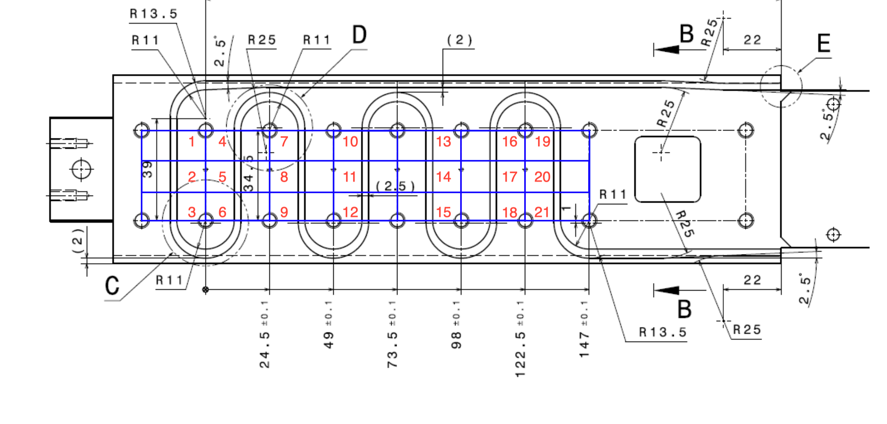 R13.5
R11
2.5°
R25
R11
D
(2)
B
R25
22
E
R25
2.5°
1 4 7 10 13 16 19
39
2 5 34.5 8 11 (2.5) 14 17 20
3 6 9 12 15 18 21
1
R11
(2)
C
R11
R25
B
22
2.5°
R13.5
R25
24.5 ±0.1
49 ±0.1
73.5 ±0.1
98 ±0.1
122.5 ±0.1
147 ±0.1